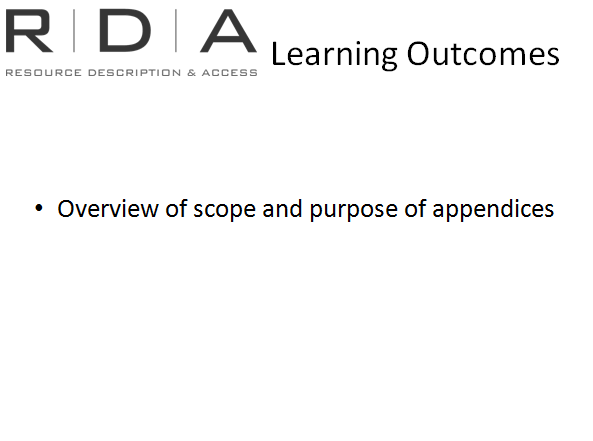 R|D|A
RESOURCE DESCRIPTION & ACCESS
Learning Outcomes
• Overview of scope and purpose of appendices